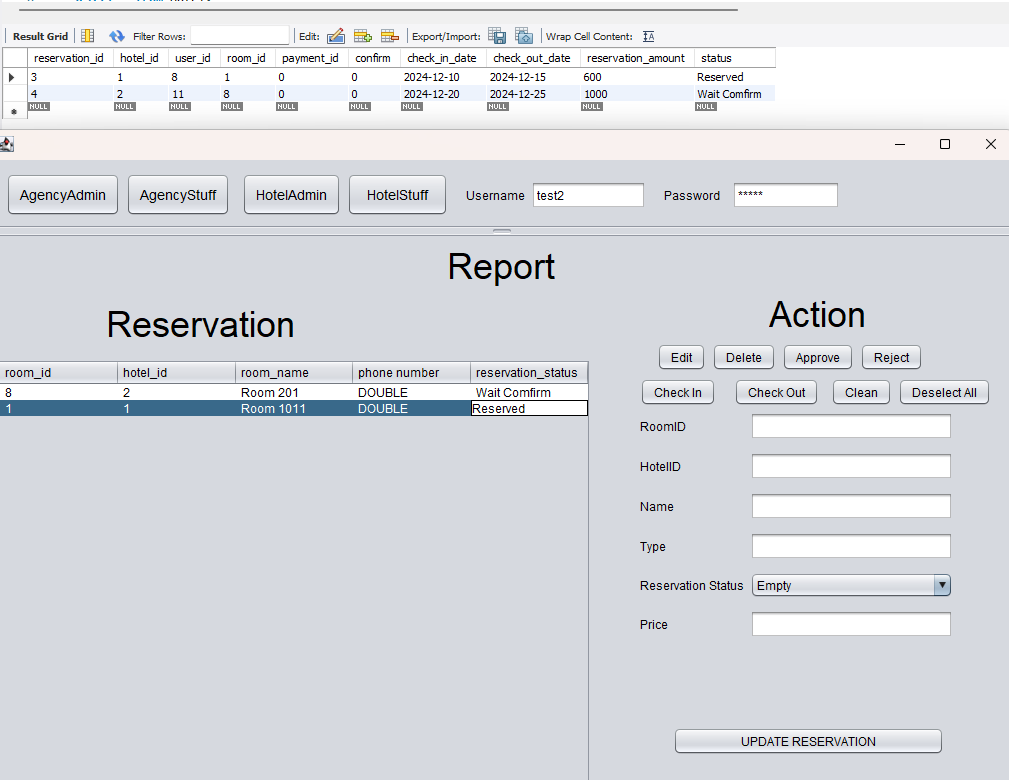 Result Grid Filter Rows: Edit: Export/Import: Wrap Cell Content: IA
reservation_id hotel_id user_id room_id payment_id confirm check_in_date check_out_date reservation_amount status
3 1 8 1 0 0 2024-12-10 2024-12-15 600 Reserved
4 2 11 8 0 0 2024-12-20 2024-12-25 1000 Wait Comfirm
NULL NULL NULL NULL NULL NULL NULL NULL NULL NULL
AgencyAdmin AgencyStuff HotelAdmin HotelStuff Username test2 Password *****
Report
Reservation
Action
room_id hotel_id room_name phone number reservation_status
8 2 Room 201 DOUBLE Wait Comfirm
1 1 Room 1011 DOUBLE Reserved
Edit Delete Approve Reject
Check In Check Out Clean Deselect All
RoomID
HotelID
Name
Type
Reservation Status Empty
Price
UPDATE RESERVATION